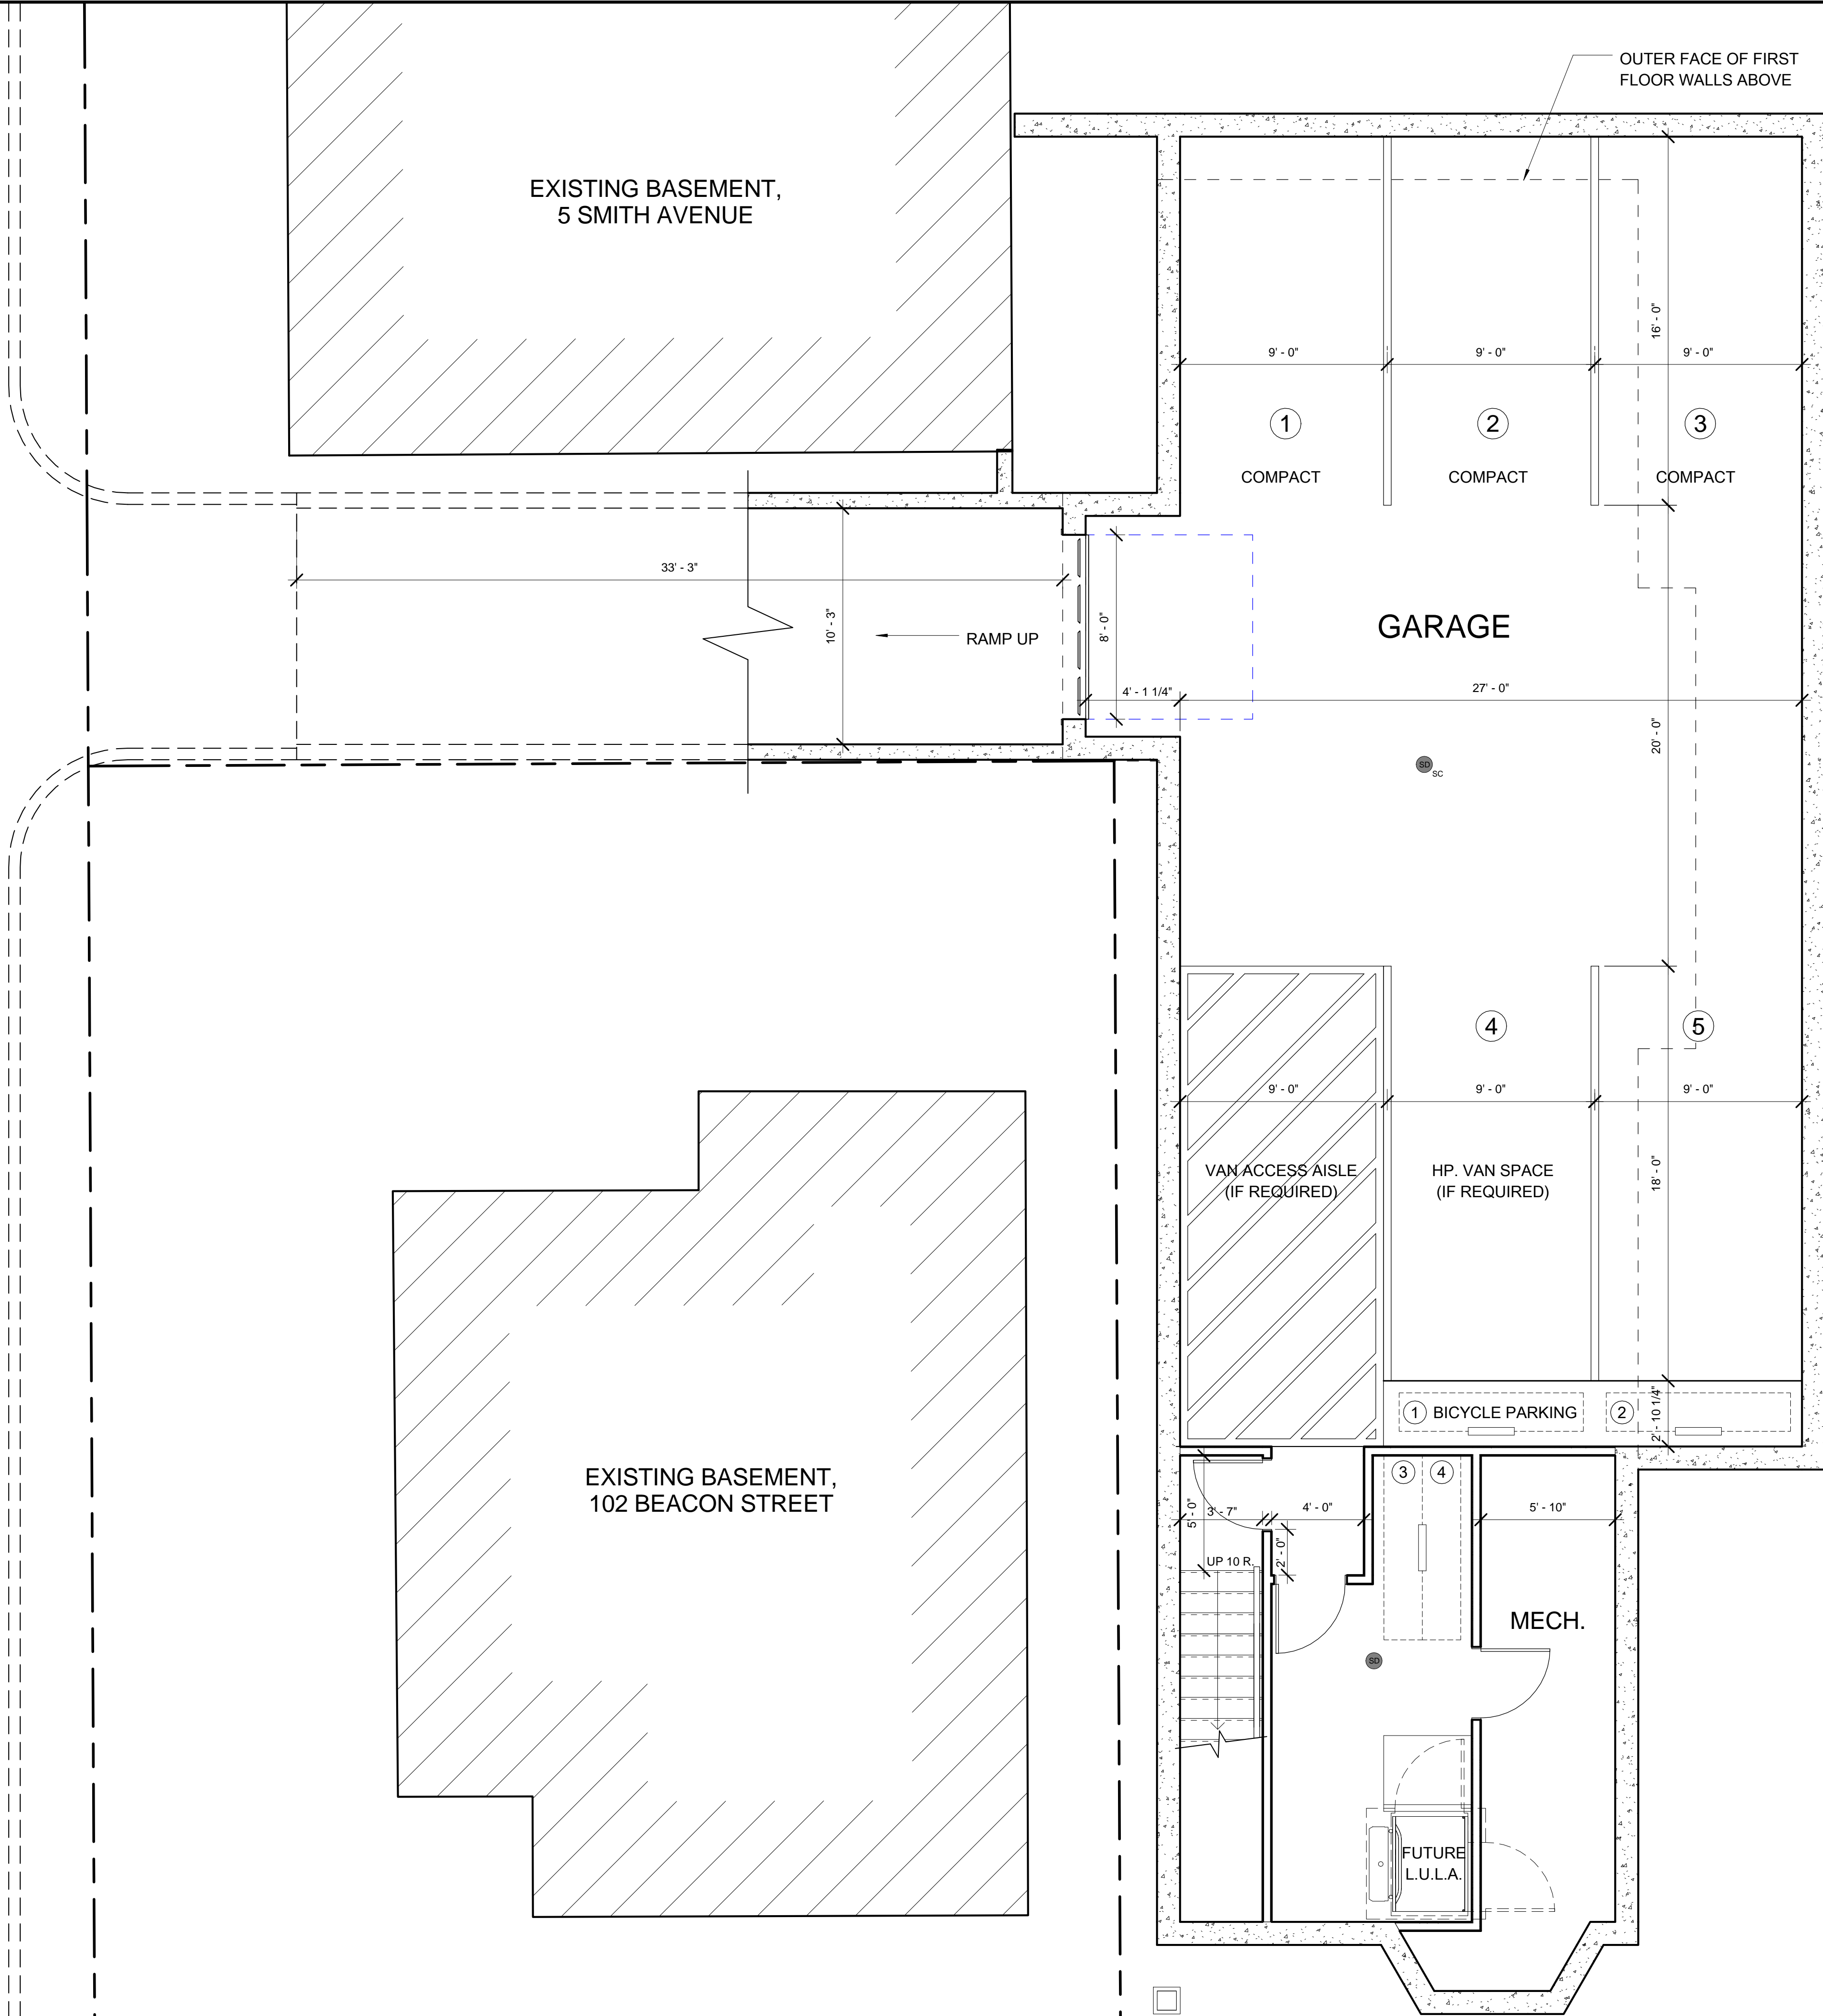 OUTER FACE OF FIRST
FLOOR WALLS ABOVE
EXISTING BASEMENT,
5 SMITH AVENUE
16' - 0"
9' - 0"
9' - 0"
9' - 0"
1
2
3
COMPACT
COMPACT
COMPACT
33' - 3"
10' - 3"
RAMP UP
8' - 0"
GARAGE
4' - 1 1/4"
27' - 0"
20' - 0"
SD
SC
4
5
9' - 0"
9' - 0"
9' - 0"
VAN ACCESS AISLE
(IF REQUIRED)
HP. VAN SPACE
(IF REQUIRED)
18' - 0"
1 BICYCLE PARKING
2
2' - 10 1/4"
EXISTING BASEMENT,
102 BEACON STREET
3
4
5' - 0"
3' - 7"
4' - 0"
5' - 10"
2' - 0"
UP 10 R.
MECH.
SD
FUTURE
L.U.L.A.